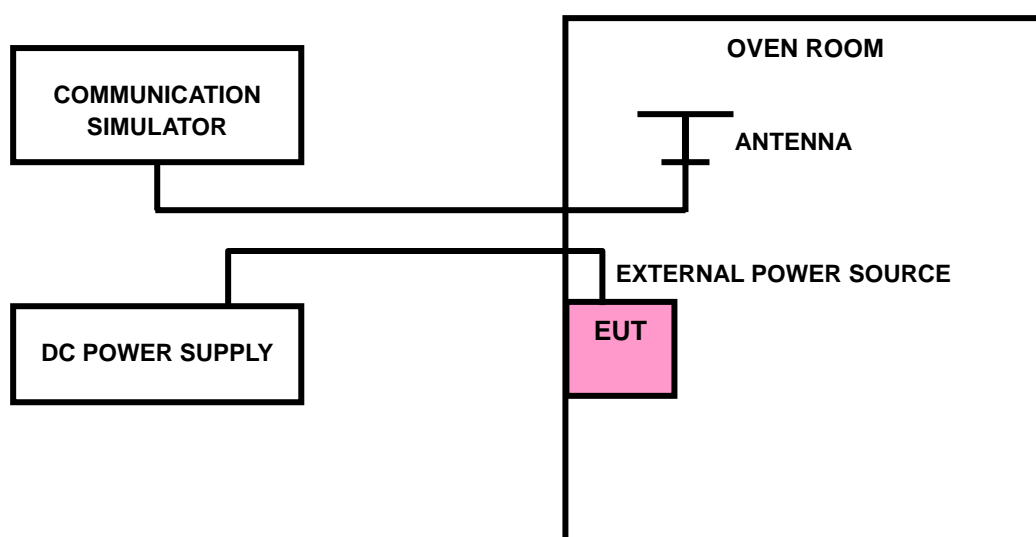 OVEN ROOM
COMMUNICATION
SIMULATOR
ANTENNA
EXTERNAL POWER SOURCE
EUT
DC POWER SUPPLY